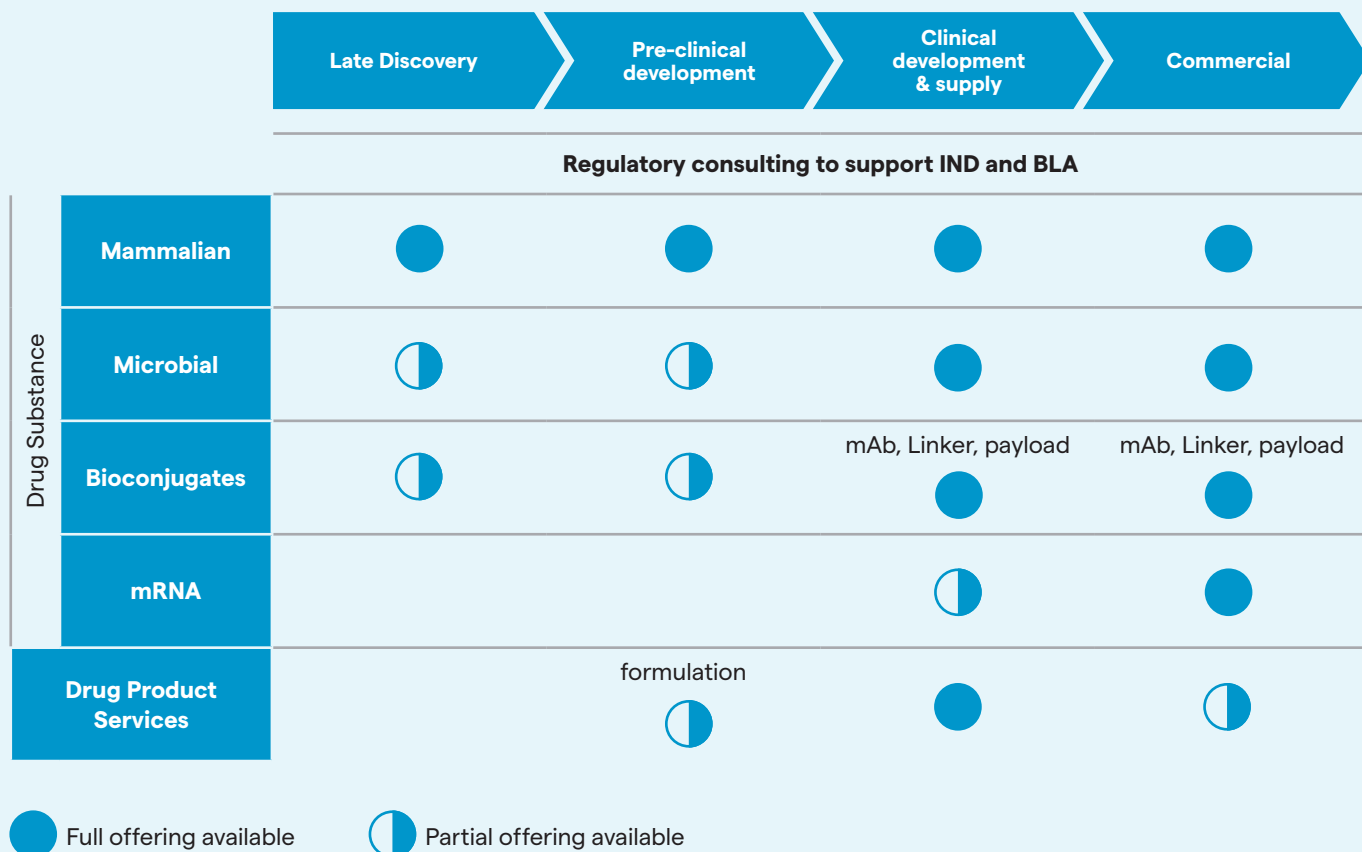 Late Discovery
Pre-clinical
development
Clinical
development
& supply
Commercial
Regulatory consulting to support IND and BLA
Drug Substance
Mammalian
Microbial
Bioconjugates
mAb, Linker, payload
mAb, Linker, payload
mRNA
Drug Product
Services
formulation
Full offering available
Partial offering available